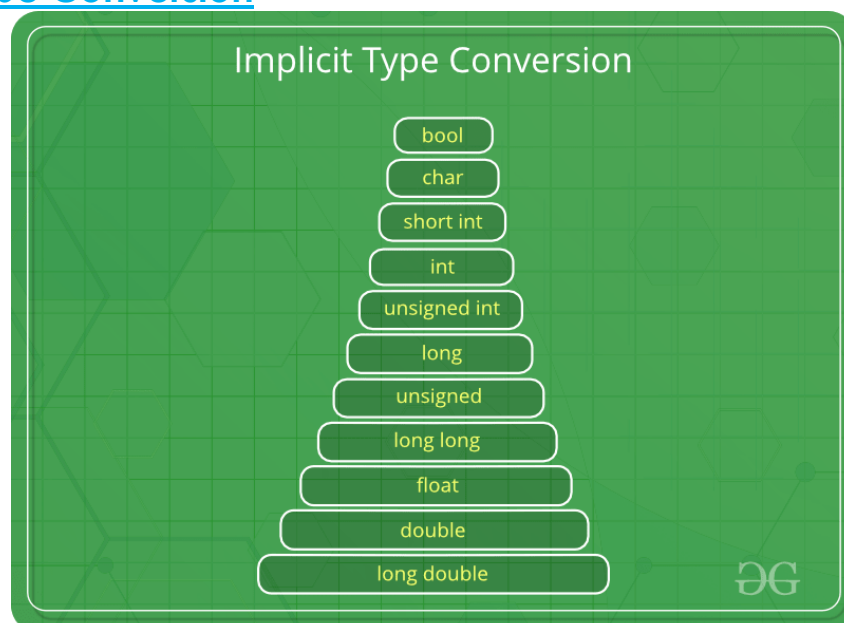 Implicit Type Conversion
bool
char
short int
int
unsigned int
long
unsigned
long long
float
double
long double